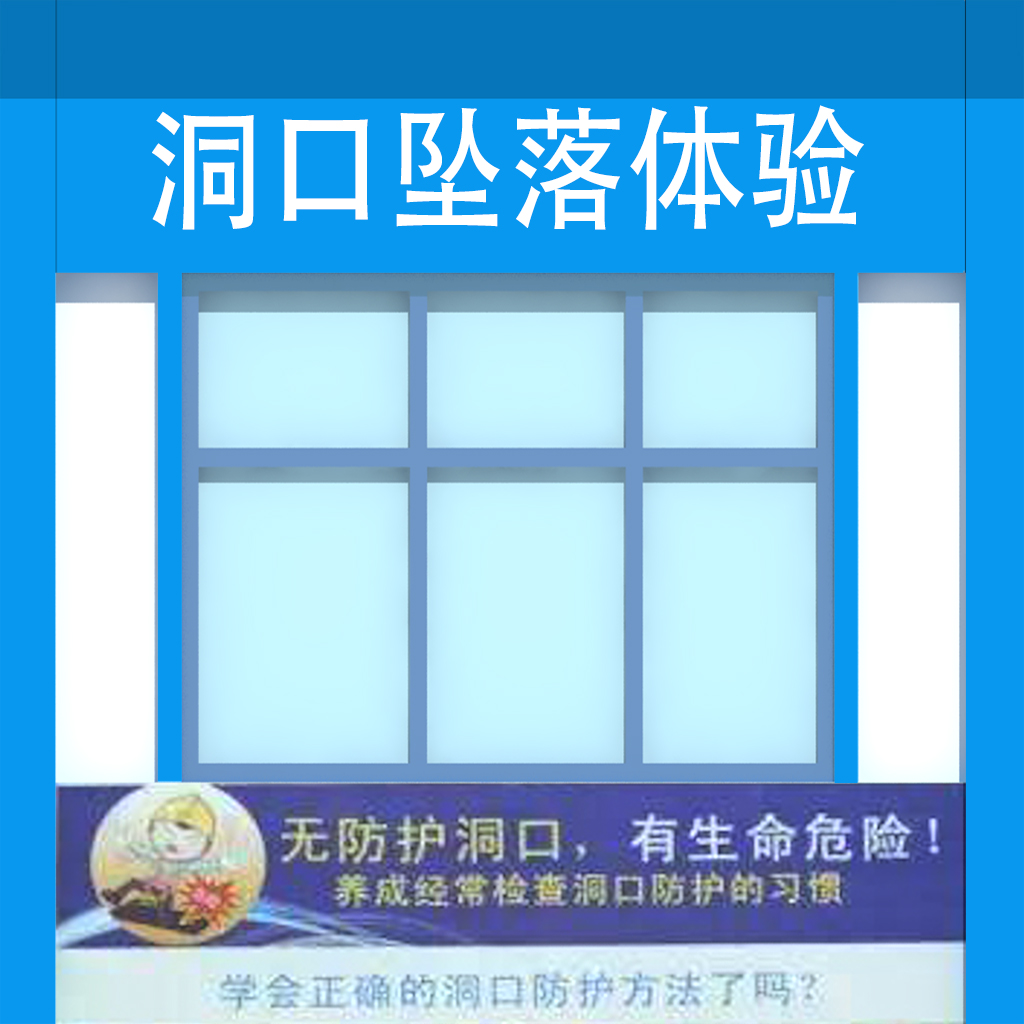 洞口坠落体验
无防护洞口，有生命危险！
养成经常检查洞口防护的习惯
学会正确的洞口防护方法了吗？